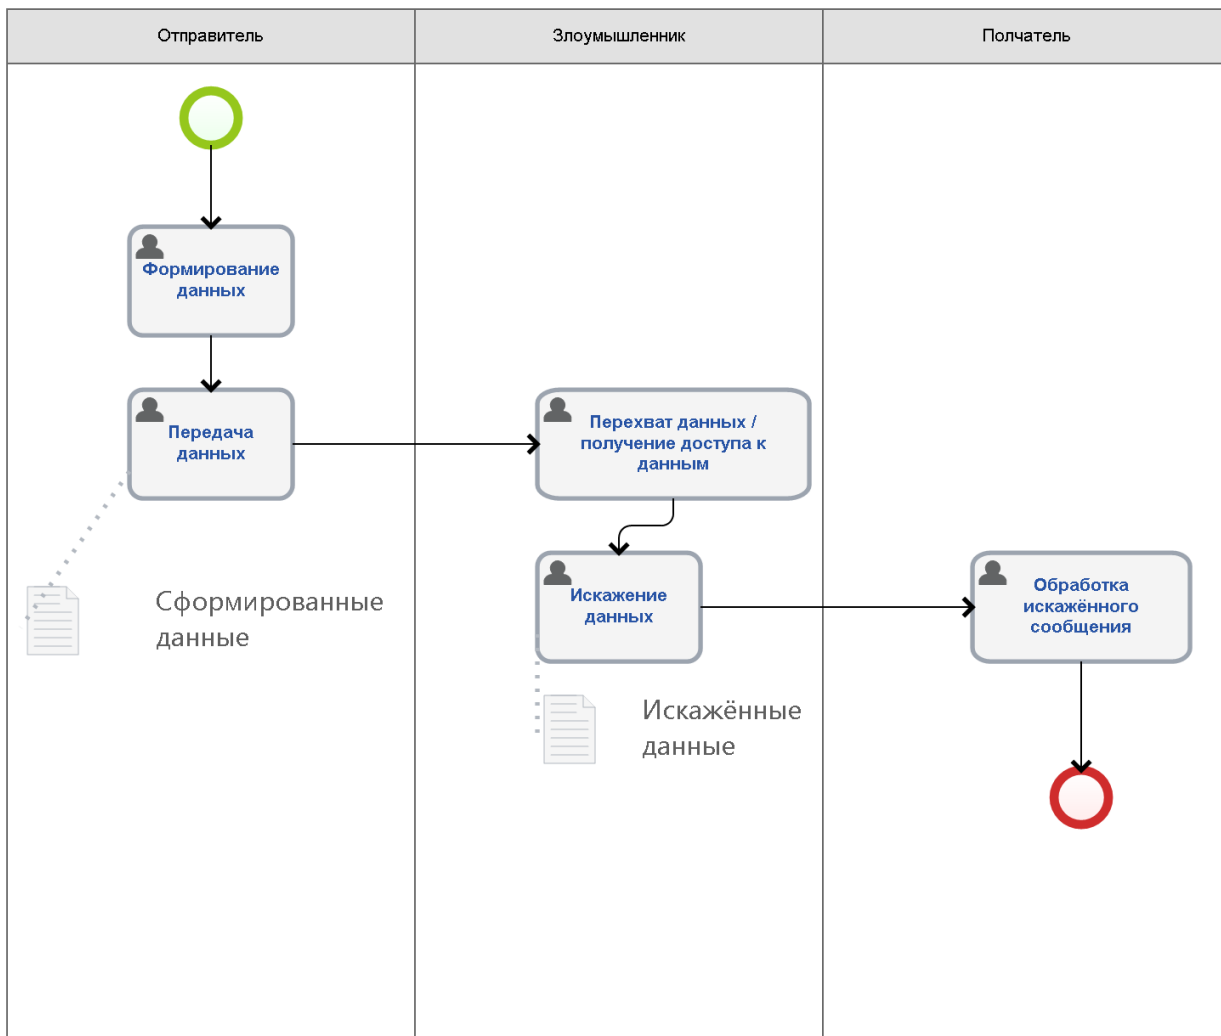 Отправитель
Злоумышленник
Полчатель
Формирование
данных
Передача
данных
Перехват данных /
получение доступа к
данным
Сформированные
данные
Искажение
данных
Обработка
искажённого
сообщения
Искажённые
данные